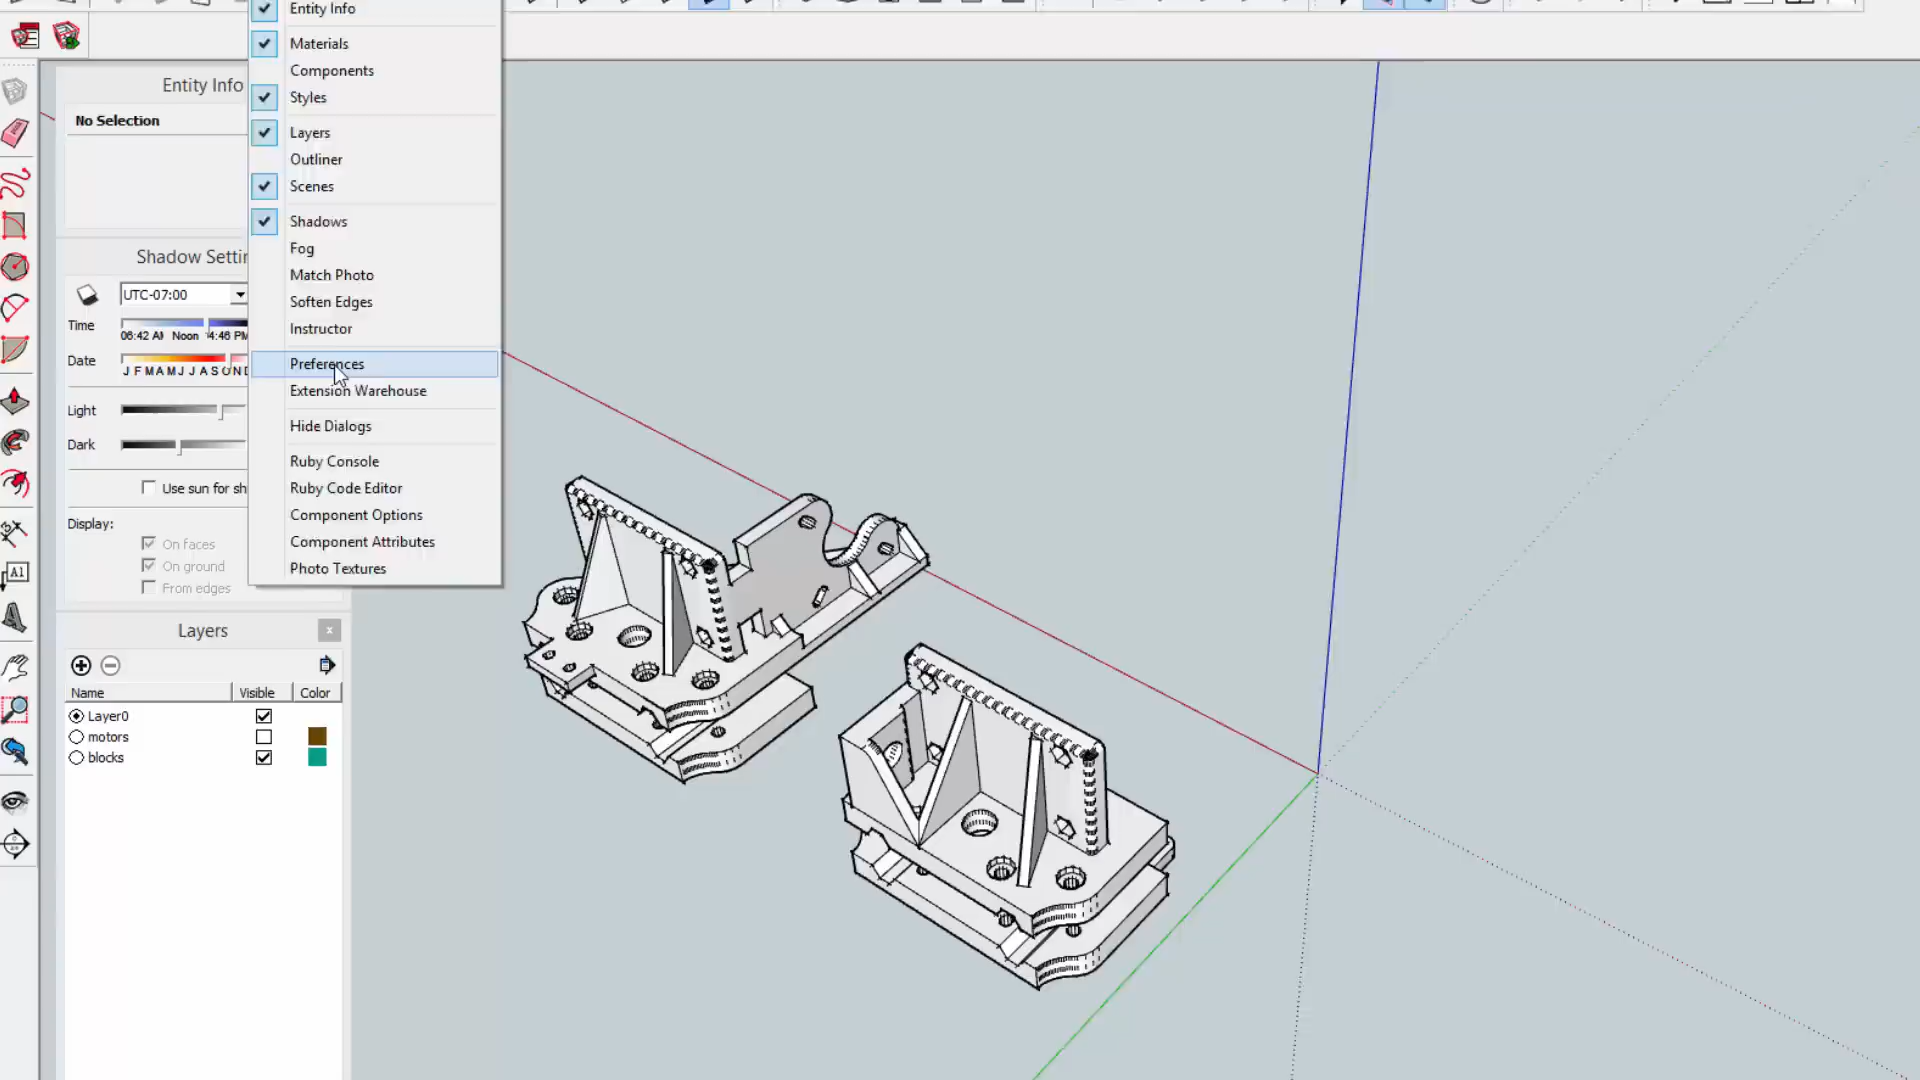 Entity Info
Materials
Components
Styles
Layers
Outliner
Scenes
Shadows
Fog
Match Photo
Soften Edges
Instructor
Preferences
Extension Warehouse
Hide Dialogs
Ruby Console
Ruby Code Editor
Component Options
Component Attributes
Photo Textures
Entity Info
No Selection
Shadow Settin
UTC-07:00
Time
06:42 AM Noon 4:46 PM
Date
J F M A M J J A S O N D
Light
Dark
Use sun for sh
Display:
On faces
On ground
From edges
Layers
Name Visible Color
Layer0
motors
blocks
A1